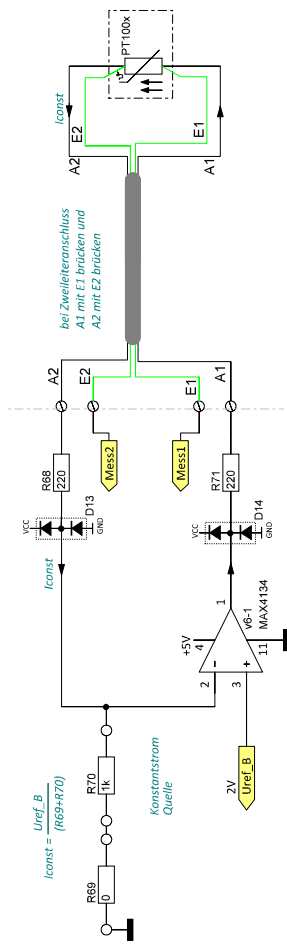 PT100x
ϑ
Iconst
E2
A2
E1
A1
bei Zweileiteranschluss
A1 mit E1 brücken und
A2 mit E2 brücken
A2
E2
E1
A1
Mess2
Mess1
R68
220
R71
220
VCC
D13
GND
VCC
D14
GND
Iconst
1
v6-1
MAX4134
+5V
4
11
2
3
-
+
2V
Uref_B
R70
1k
R69
0
Iconst = Uref_B
(R69+R70)
Konstantstrom
Quelle